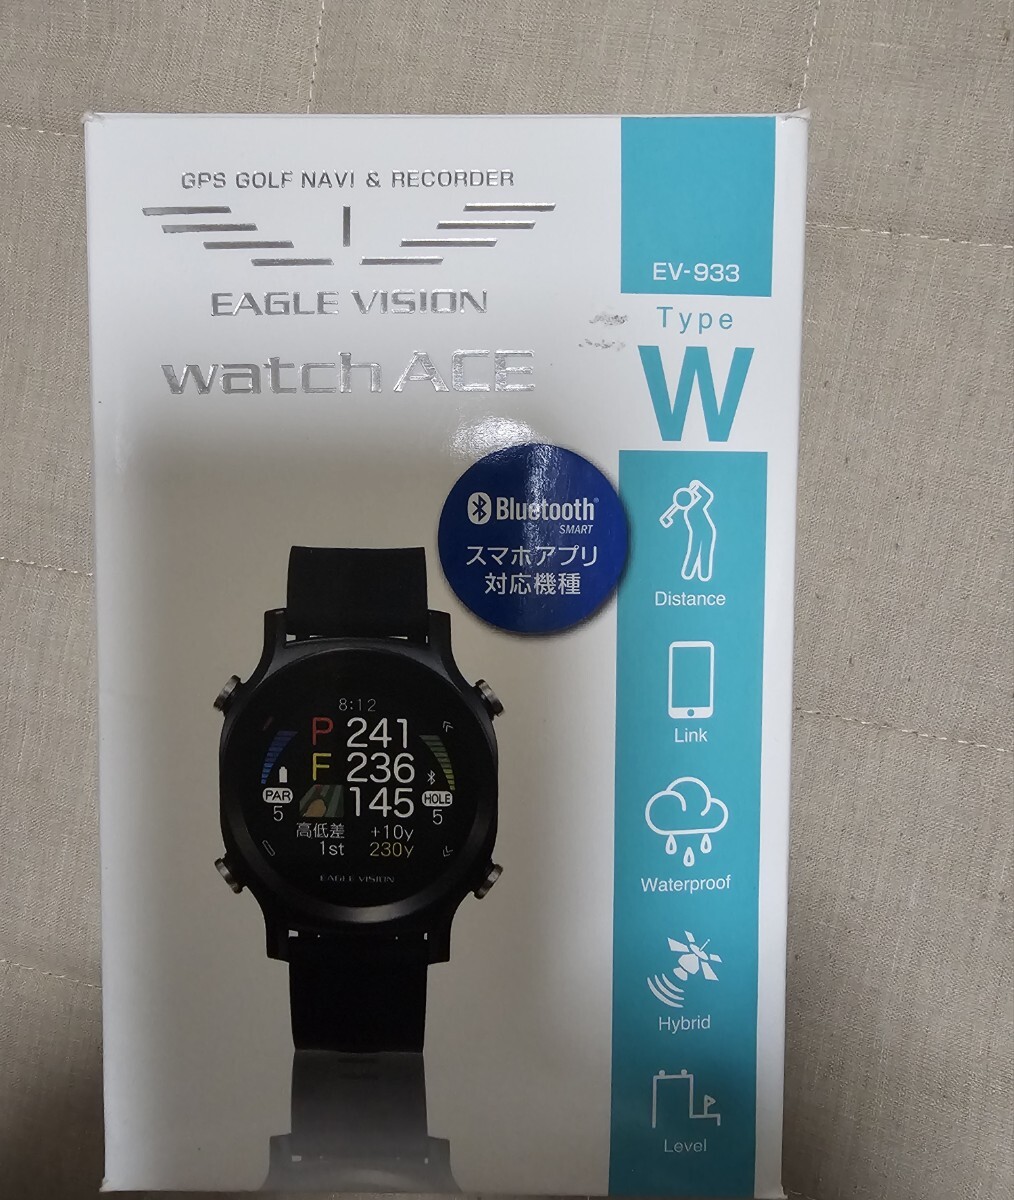 GPS GOLF NAVI & RECORDER
EAGLE VISION
watch ACE
EV-933
Type
W
Bluetooth®
SMART
スマホアプリ
対応機種
Distance
Link
Waterproof
Hybrid
Level
8:12
P 241
F 236
145
PAR
5
HOLE
5
高低差 +10y
1st 230y
EAGLE VISION